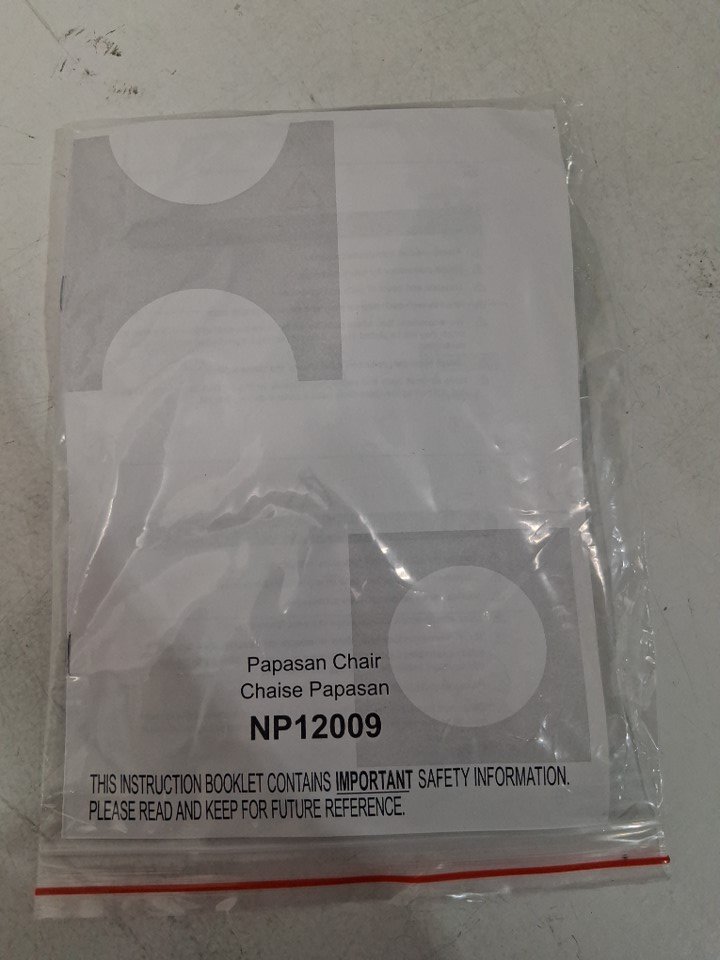 Papasan Chair
Chaise Papasan
NP12009
THIS INSTRUCTION BOOKLET CONTAINS IMPORTANT SAFETY INFORMATION.
PLEASE READ AND KEEP FOR FUTURE REFERENCE.